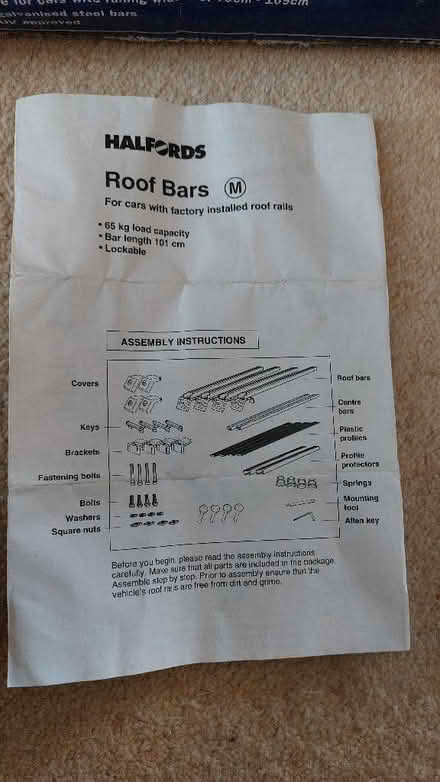 galvanised steel bars
approved
HALFORDS
Roof Bars M
For cars with factory installed roof rails
• 65 kg load capacity
• Bar length 101 cm
• Lockable
ASSEMBLY INSTRUCTIONS
Covers
Keys
Brackets
Fastening bolts
Bolts
Washers
Square nuts
Roof bars
Centre
bars
Plastic
profiles
Profile
protectors
Springs
Mounting
tool
Allen key
Before you begin, please read the assembly instructions
carefully. Make sure that all parts are included in the package.
Assemble step by step. Prior to assembly ensure that the
vehicle's roof rails are free from dirt and grime.